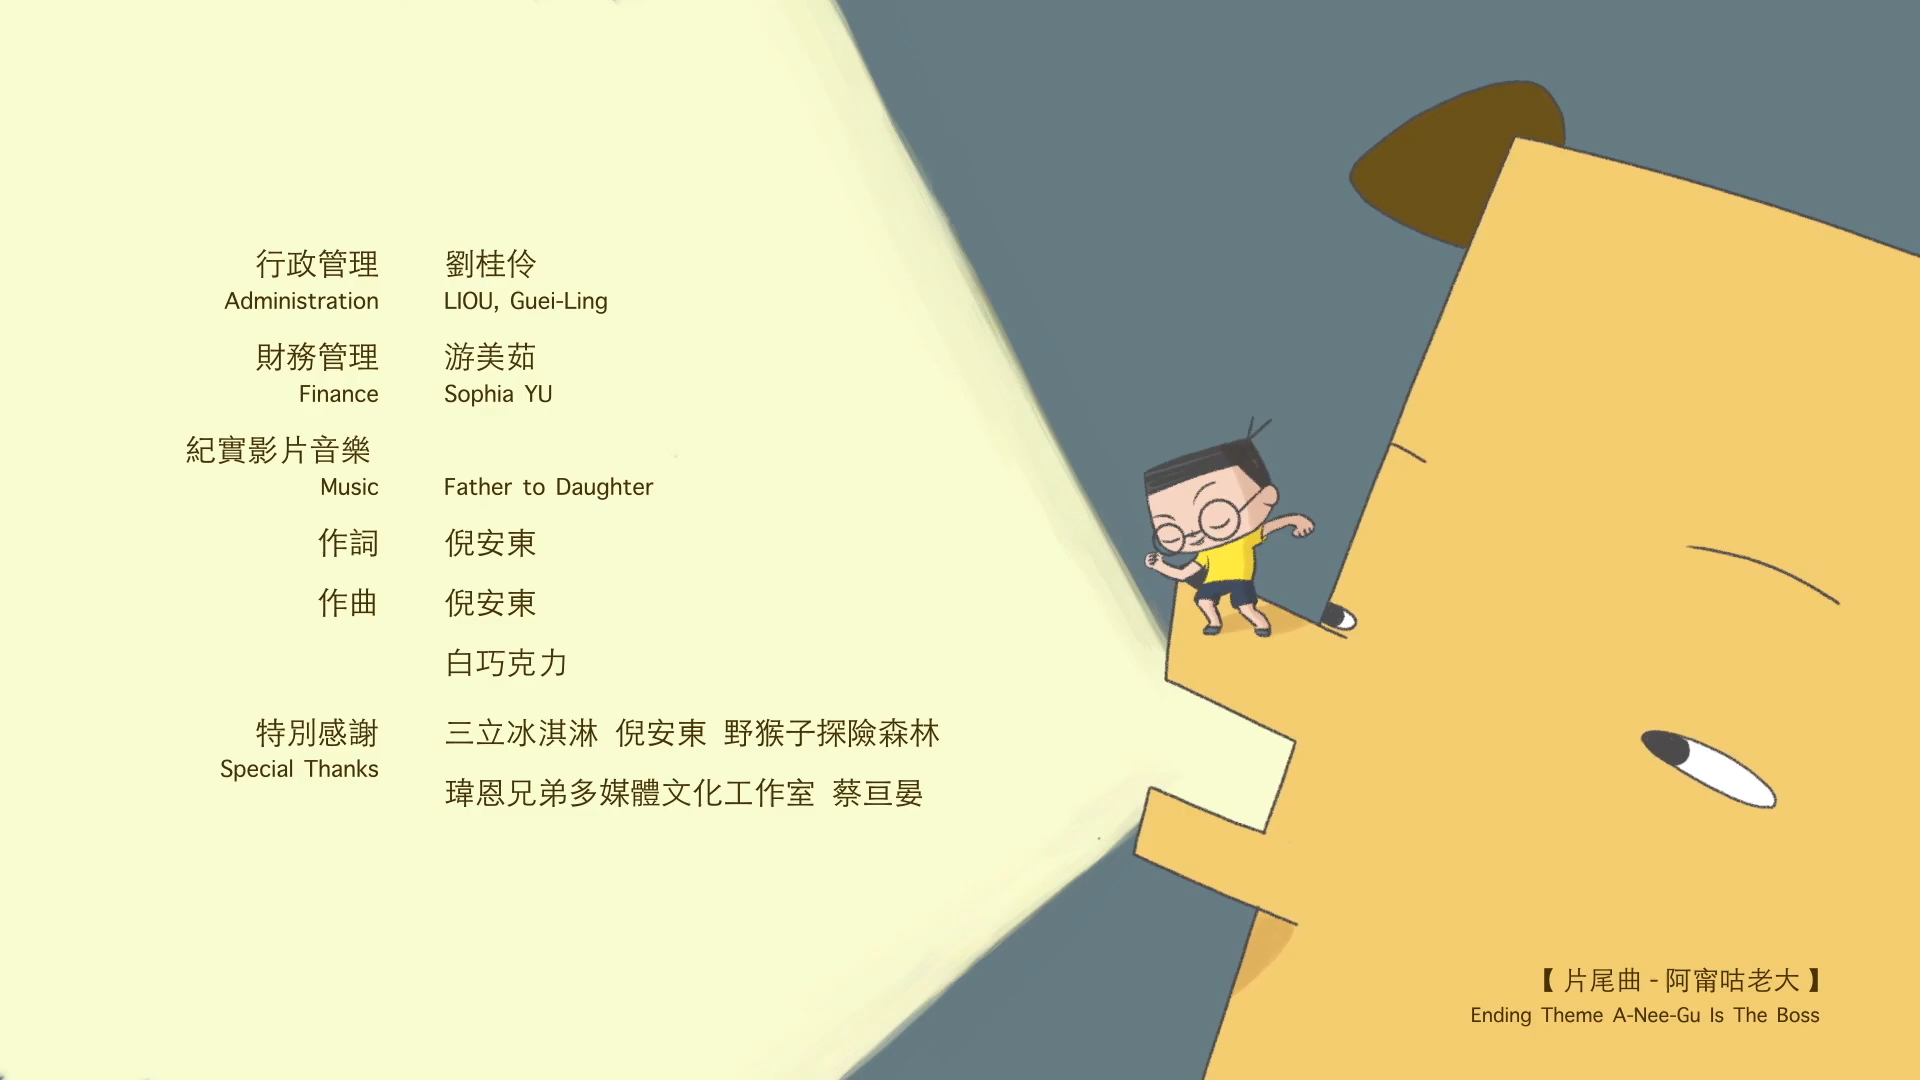 行政管理 劉桂伶
Administration LIOU, Guei-Ling
財務管理 游美茹
Finance Sophia YU
紀實影片音樂
Music Father to Daughter
作詞 倪安東
作曲 倪安東
白巧克力
特別感謝 三立冰淇淋 倪安東 野猴子探險森林
Special Thanks
瑋恩兄弟多媒體文化工作室 蔡亘晏
【 片尾曲 - 阿甯咕老大 】
Ending Theme A-Nee-Gu Is The Boss